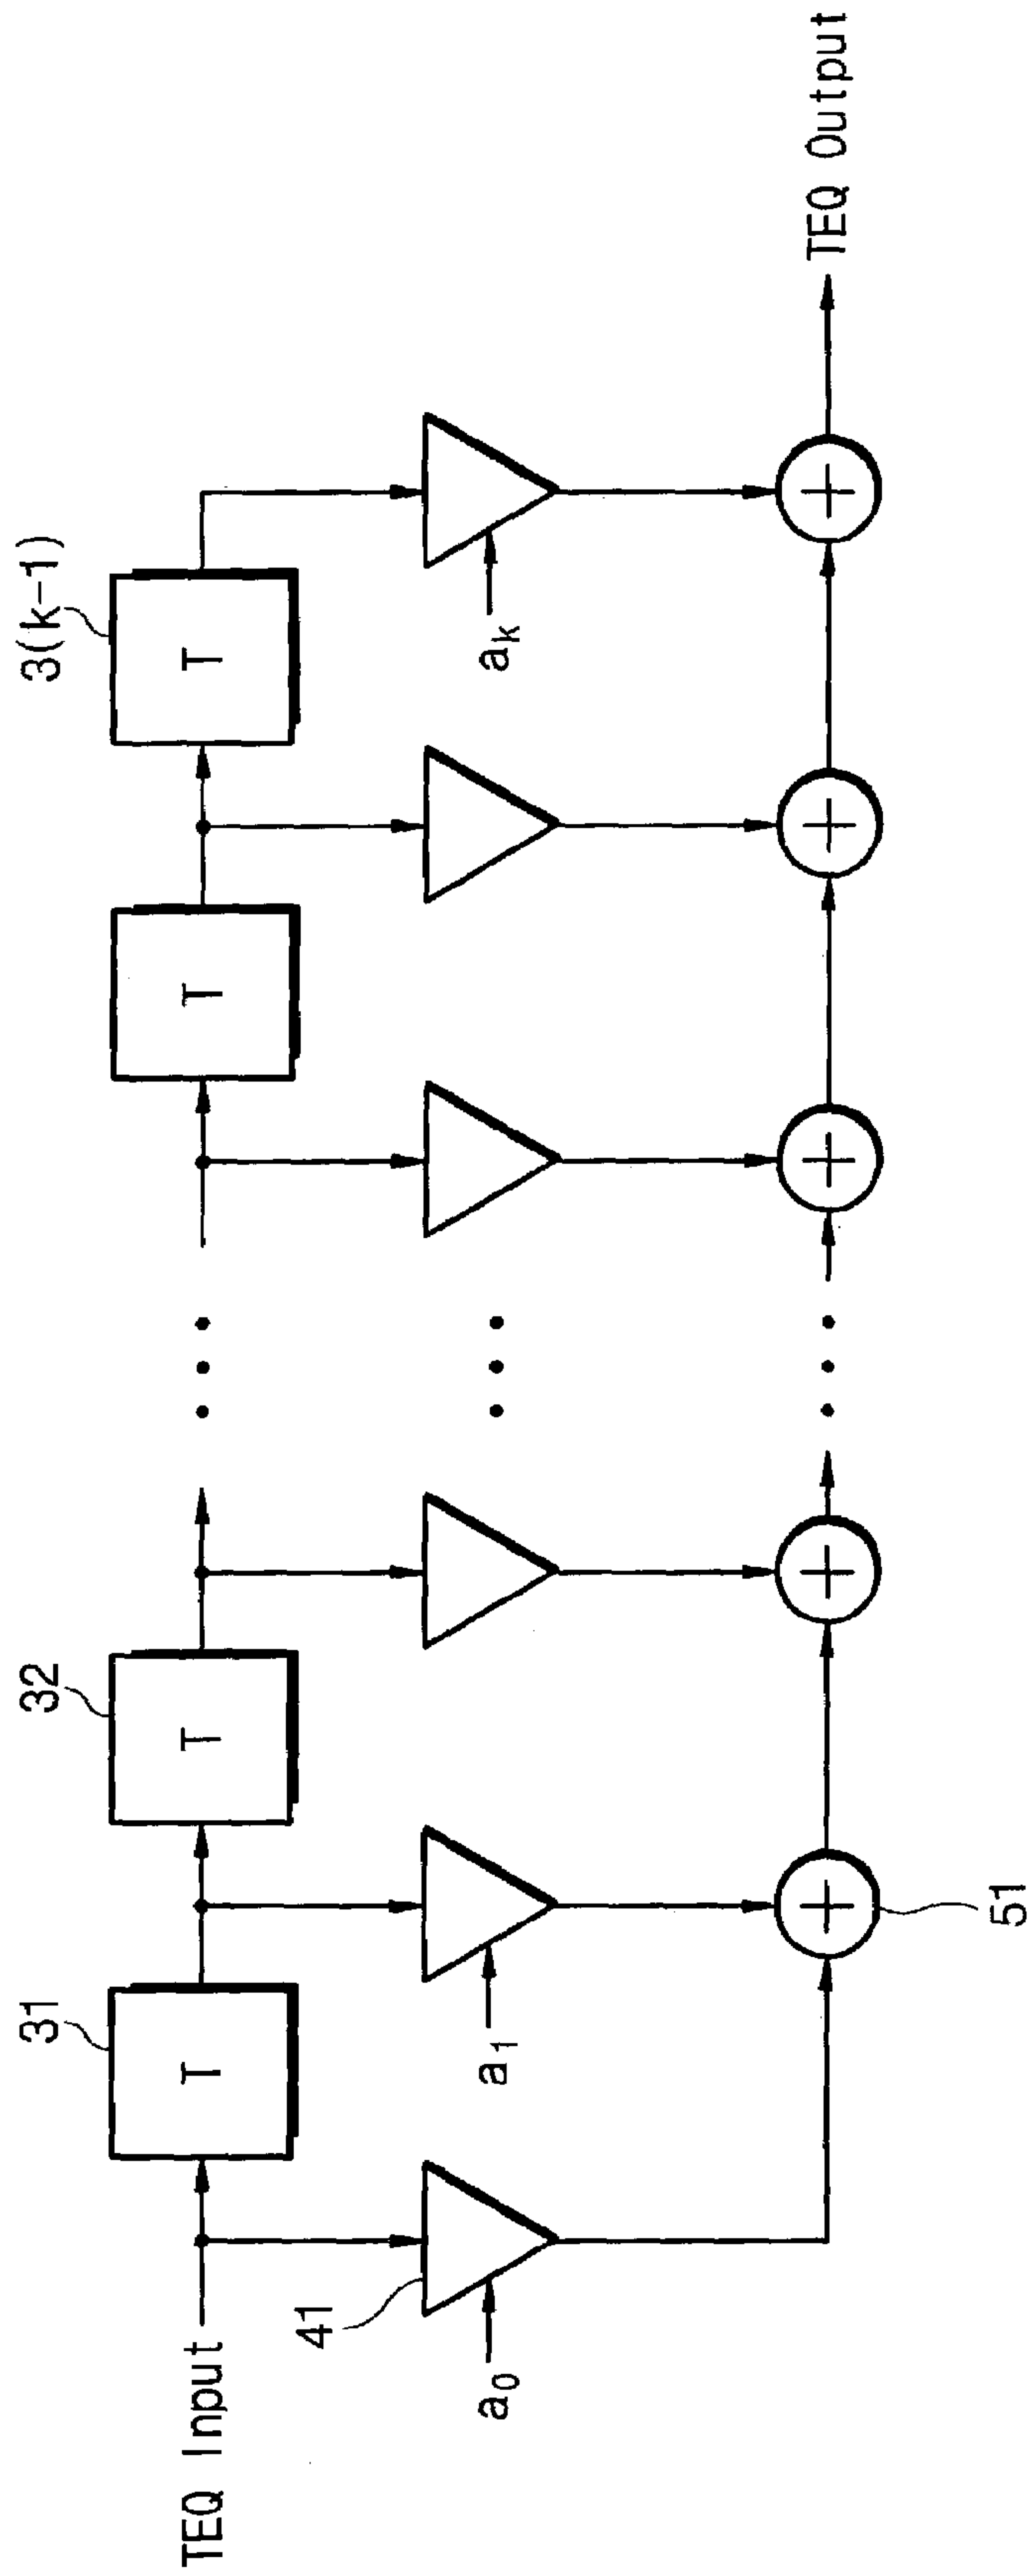 31
32
3(k-1)
T
T
T
T
TEQ Input
41
a₀
a₁
aₖ
51
+
+
+
+
+
TEQ Output